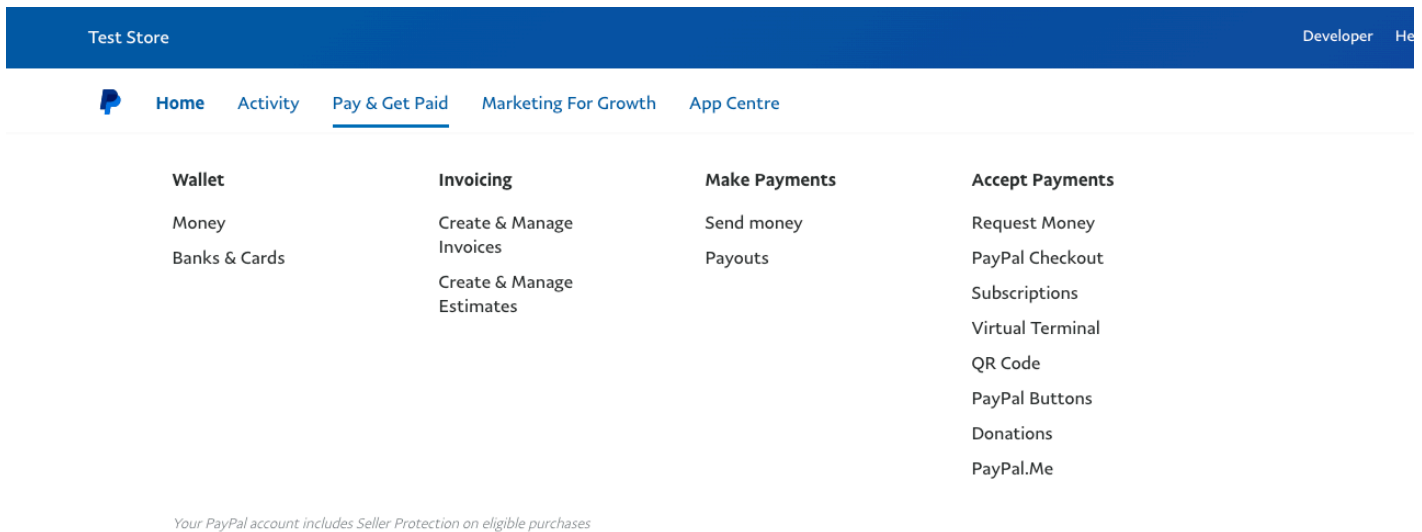 Test Store
Developer
Home Activity Pay & Get Paid Marketing For Growth App Centre
Wallet
Money
Banks & Cards
Invoicing
Create & Manage
Invoices
Create & Manage
Estimates
Make Payments
Send money
Payouts
Accept Payments
Request Money
PayPal Checkout
Subscriptions
Virtual Terminal
QR Code
PayPal Buttons
Donations
PayPal.Me
Your PayPal account includes Seller Protection on eligible purchases